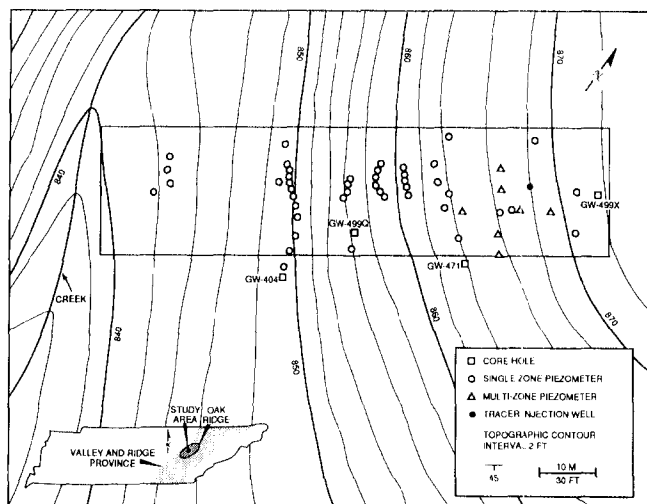 850
860
870
N
840
GW-499X
GW-499Q
GW-404
GW-471
CREEK
840
850
860
870
CORE HOLE
SINGLE ZONE PIEZOMETER
MULTI-ZONE PIEZOMETER
TRACER INJECTION WELL
TOPOGRAPHIC CONTOUR
INTERVAL: 2 FT
45
10 M
30 FT
STUDY AREA
OAK RIDGE
VALLEY AND RIDGE
PROVINCE